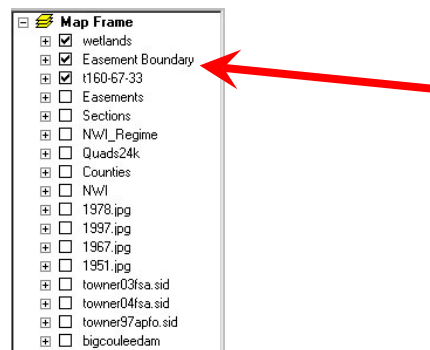 Map Frame
wetlands
Easement Boundary
t160-67-33
Easements
Sections
NWI_Regime
Quads24k
Counties
NWI
1978.jpg
1997.jpg
1967.jpg
1951.jpg
towner03fsa.sid
towner04fsa.sid
towner97apfo.sid
bigcouleedam